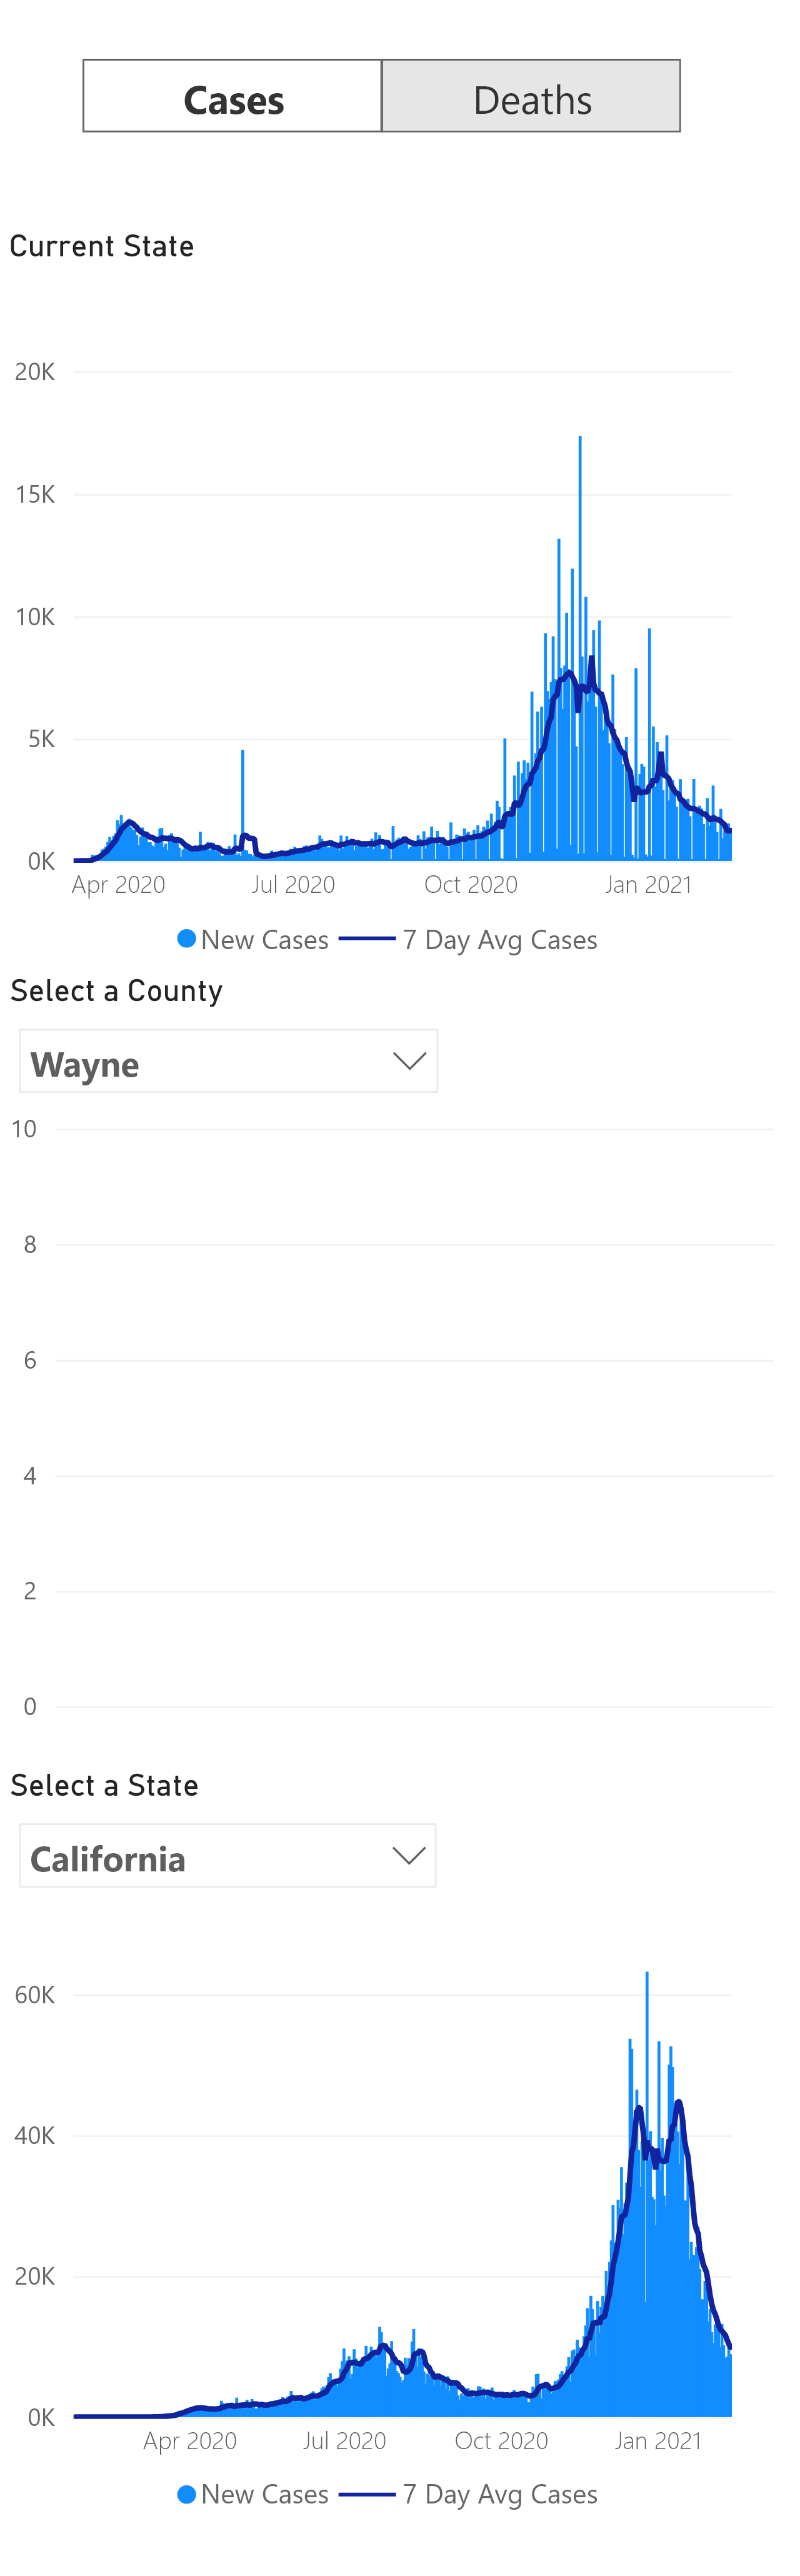 Cases Deaths
Current State
20K
15K
10K
5K
0K
Apr 2020 Jul 2020 Oct 2020 Jan 2021
New Cases 7 Day Avg Cases
Select a County
Wayne
10
8
6
4
2
0
Select a State
California
60K
40K
20K
0K
Apr 2020 Jul 2020 Oct 2020 Jan 2021
New Cases 7 Day Avg Cases